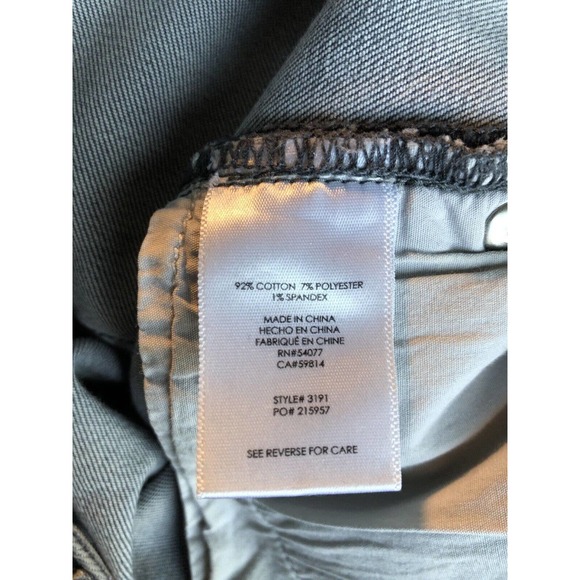 92% COTTON 7% POLYESTER
1% SPANDEX
MADE IN CHINA
HECHO EN CHINA
FABRIQUÉ EN CHINE
RN#54077
CA#59814
STYLE# 3191
PO# 215957
SEE REVERSE FOR CARE